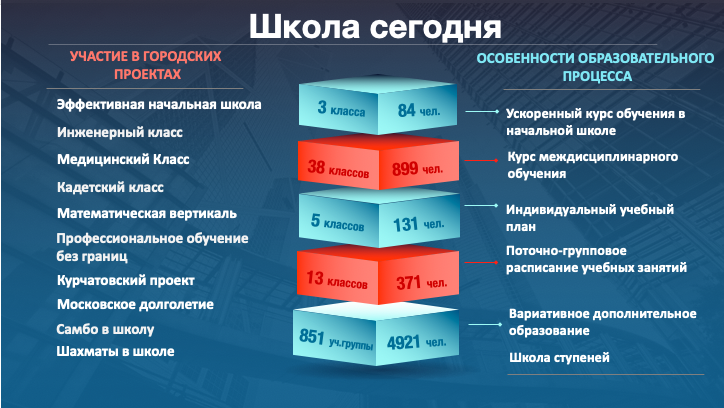 Школа сегодня
УЧАСТИЕ В ГОРОДСКИХ
ПРОЕКТАХ
Эффективная начальная школа
Инженерный класс
Медицинский Класс
Кадетский класс
Математическая вертикаль
Профессиональное обучение
без границ
Курчатовский проект
Московское долголетие
Самбо в школу
Шахматы в школе
3 класса 84 чел.
38 классов 899 чел.
5 классов 131 чел.
13 классов 371 чел.
851 уч.группы 4921 чел.
ОСОБЕННОСТИ ОБРАЗОВАТЕЛЬНОГО
ПРОЦЕССА
Ускоренный курс обучения в
начальной школе
Курс междисциплинарного
обучения
Индивидуальный учебный
план
Поточно-групповое
расписание учебных занятий
Вариативное дополнительное
образование
Школа ступеней